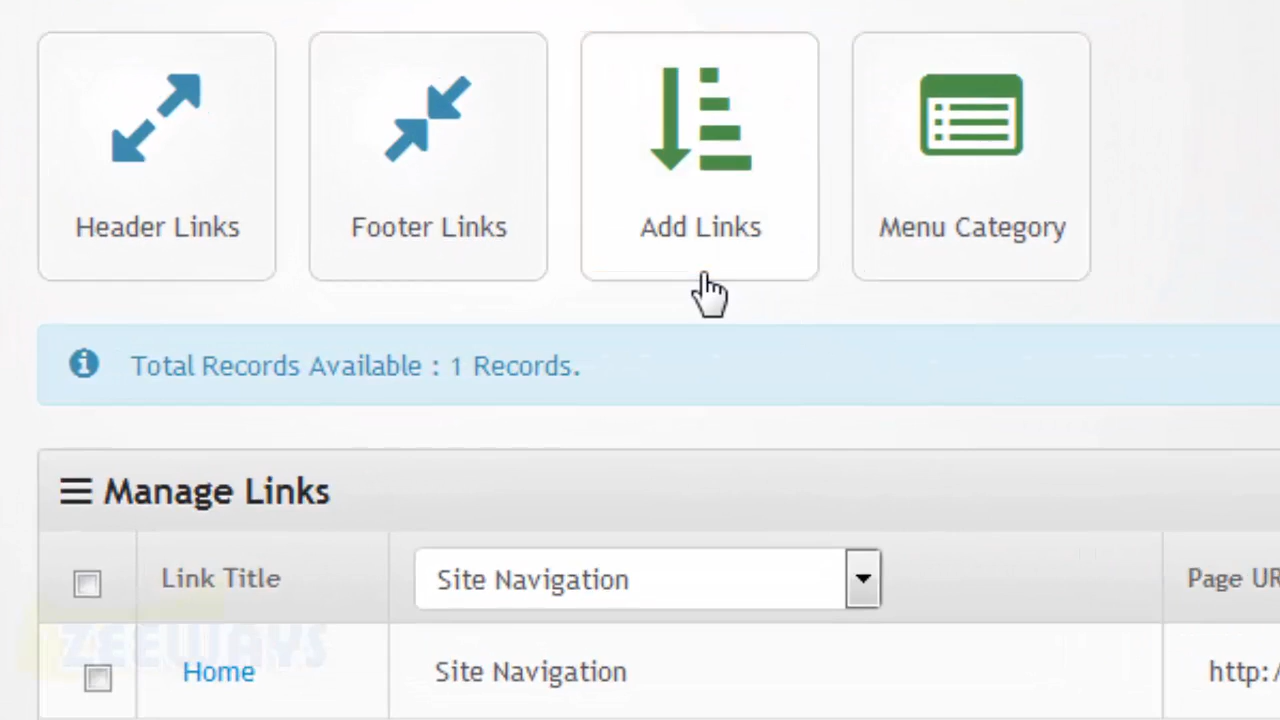 Header Links
Footer Links
Add Links
Menu Category
Total Records Available : 1 Records.
Manage Links
Link Title
Site Navigation
Page UR
Home
Site Navigation
http:/
ZEEWAYS